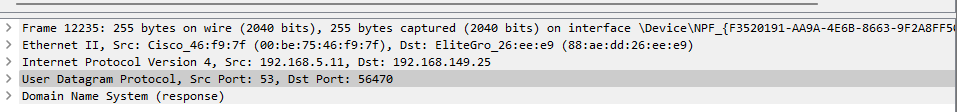 Frame 12235: 255 bytes on wire (2040 bits), 255 bytes captured (2040 bits) on interface \Device\NPF_{F3520191-AA9A-4E6B-8663-9F2A8FF5
Ethernet II, Src: Cisco_46:f9:7f (00:be:75:46:f9:7f), Dst: EliteGro_26:ee:e9 (88:ae:dd:26:ee:e9)
Internet Protocol Version 4, Src: 192.168.5.11, Dst: 192.168.149.25
User Datagram Protocol, Src Port: 53, Dst Port: 56470
Domain Name System (response)